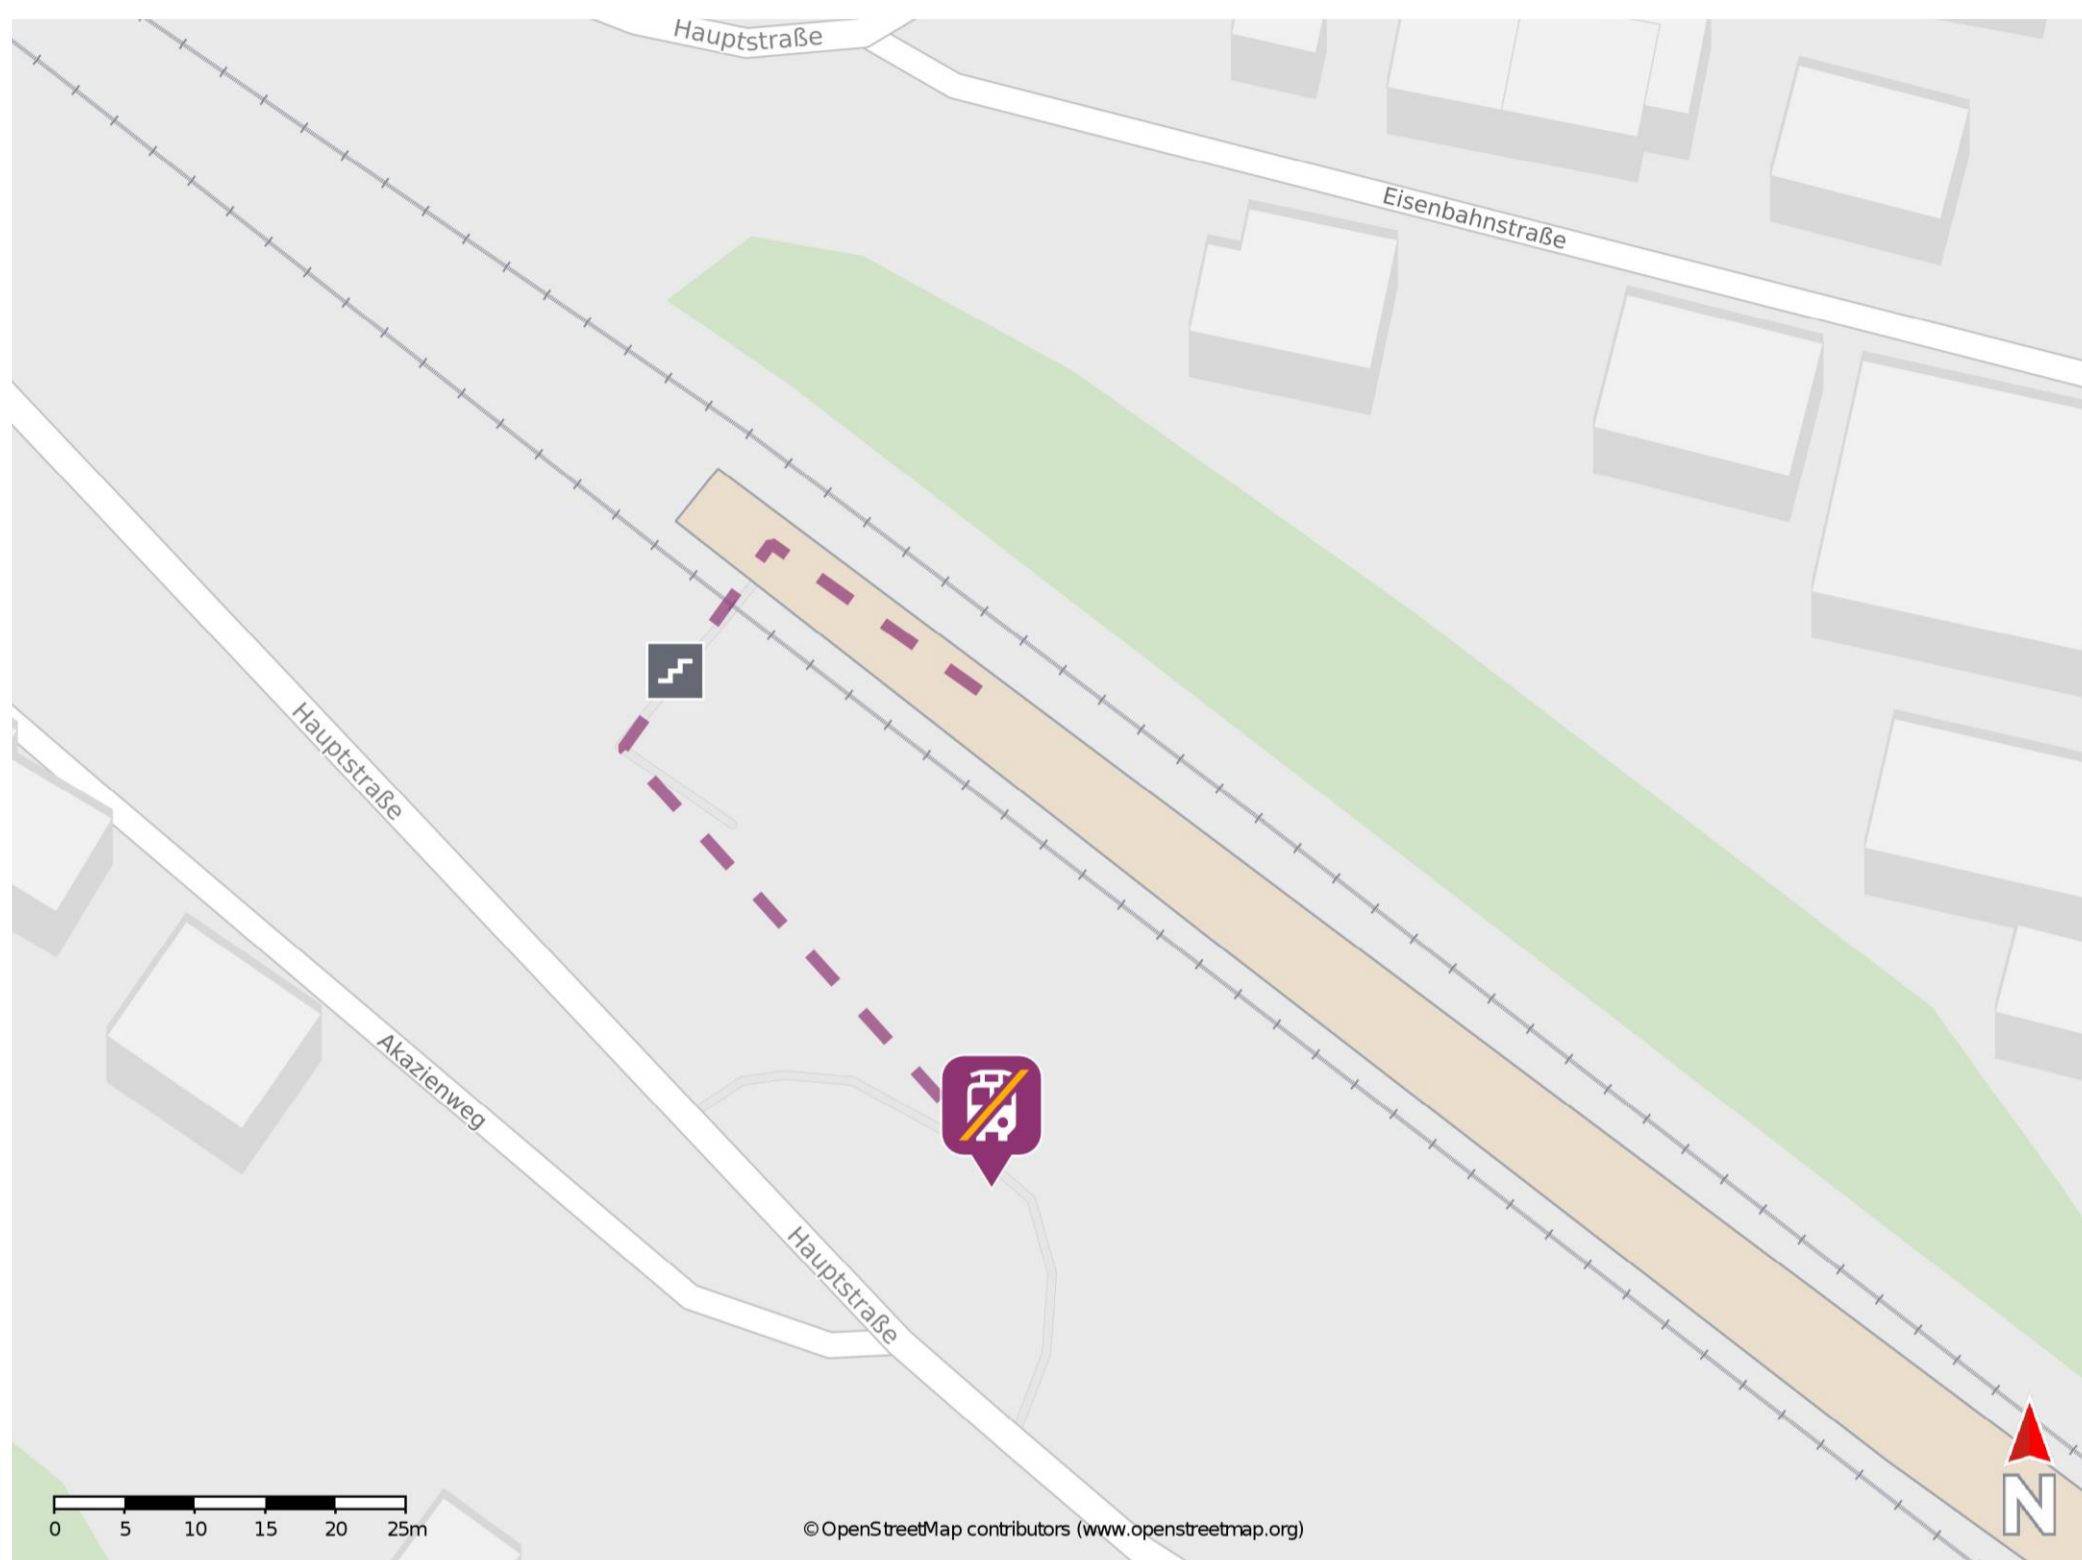 Hauptstraße
Eisenbahnstraße
Hauptstraße
Akazienweg
Hauptstraße
N
0 5 10 15 20 25m
© OpenStreetMap contributors (www.openstreetmap.org)